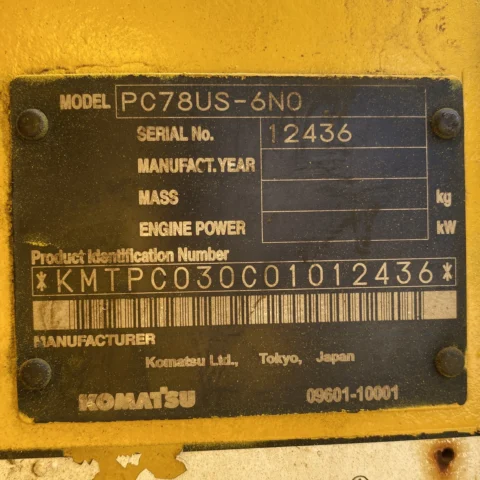 MODEL PC78US-6N0
SERIAL No. 12436
MANUFACT. YEAR
MASS kg
ENGINE POWER kW
Product Identification Number
*KMTPC030C01012436*
MANUFACTURER
Komatsu Ltd., Tokyo, Japan
KOMATSU 09601-10001